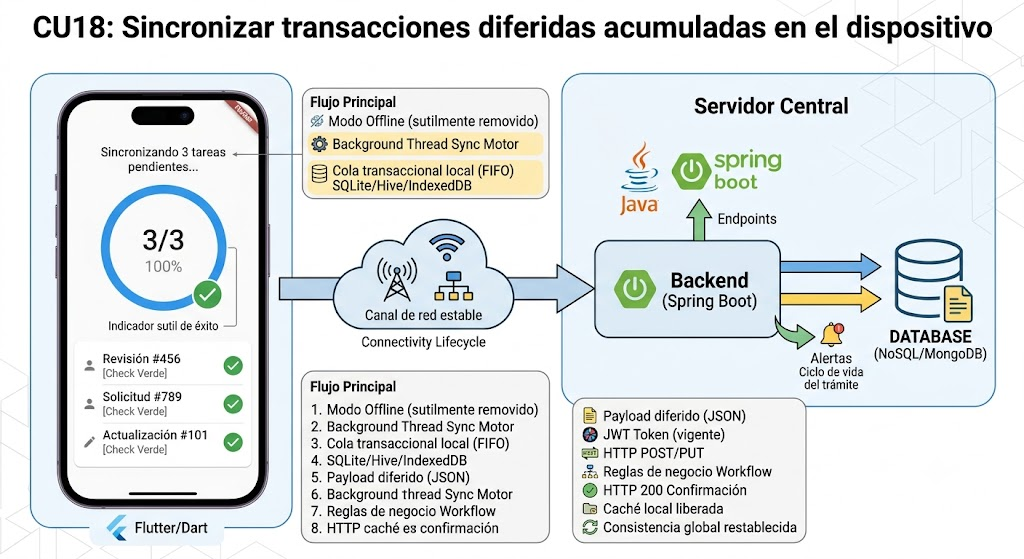 CU18: Sincronizar transacciones diferidas acumuladas en el dispositivo
Sincronizando 3 tareas
pendientes...
3/3
100%
Indicador sutil de éxito
Revisión #456
[Check Verde]
Solicitud #789
[Check Verde]
Actualización #101
[Check Verde]
Flutter/Dart
Flujo Principal
Modo Offline (sutilmente removido)
Background Thread Sync Motor
Cola transaccional local (FIFO)
SQLite/Hive/IndexedDB
Canal de red estable
Connectivity Lifecycle
Flujo Principal
1. Modo Offline (sutilmente removido)
2. Background Thread Sync Motor
3. Cola transaccional local (FIFO)
4. SQLite/Hive/IndexedDB
5. Payload diferido (JSON)
6. Background thread Sync Motor
7. Reglas de negocio Workflow
8. HTTP caché es confirmación
Servidor Central
Java
spring
boot
Endpoints
Backend
(Spring Boot)
DATABASE
(NoSQL/MongoDB)
Alertas
Ciclo de vida
del trámite
Payload diferido (JSON)
JWT Token (vigente)
HTTP POST/PUT
Reglas de negocio Workflow
HTTP 200 Confirmación
Caché local liberada
Consistencia global restablecida